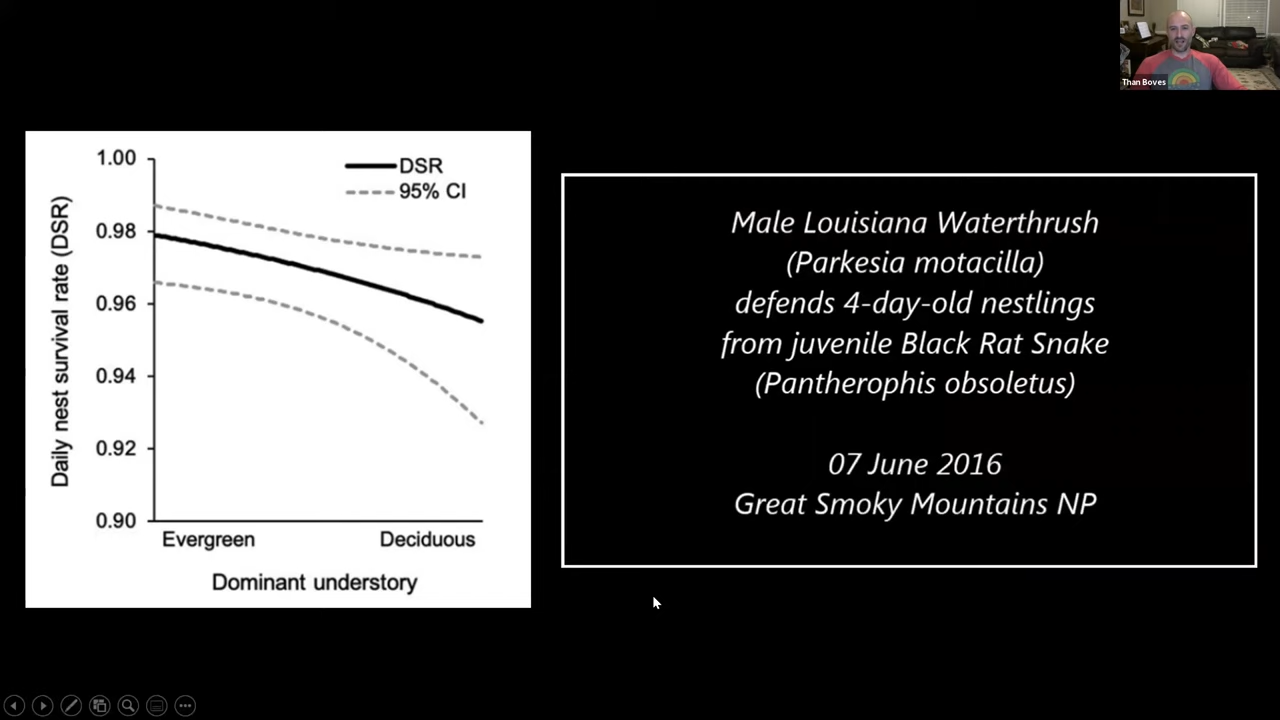 Than Boves
1.00
0.98
0.96
0.94
0.92
0.90
Daily nest survival rate (DSR)
DSR
95% CI
Evergreen
Deciduous
Dominant understory
Male Louisiana Waterthrush
(Parkesia motacilla)
defends 4-day-old nestlings
from juvenile Black Rat Snake
(Pantherophis obsoletus)
07 June 2016
Great Smoky Mountains NP